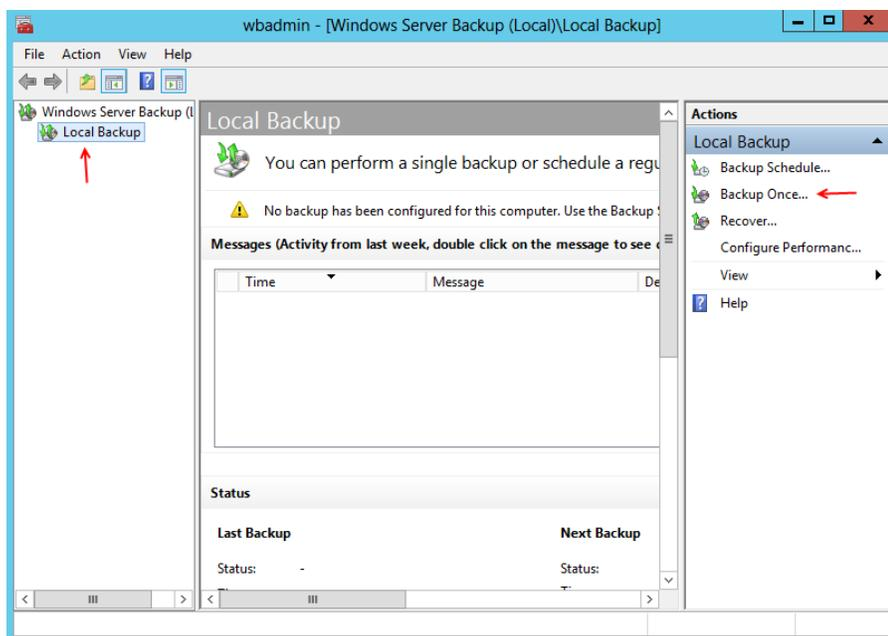 wbadmin - [Windows Server Backup (Local)\Local Backup]
File Action View Help
Windows Server Backup (L
Local Backup
Local Backup
You can perform a single backup or schedule a regu
No backup has been configured for this computer. Use the Backup
Messages (Activity from last week, double click on the message to see
Time Message De
Status
Last Backup Next Backup
Status: - Status:
Actions
Local Backup
Backup Schedule...
Backup Once...
Recover...
Configure Performanc...
View
Help